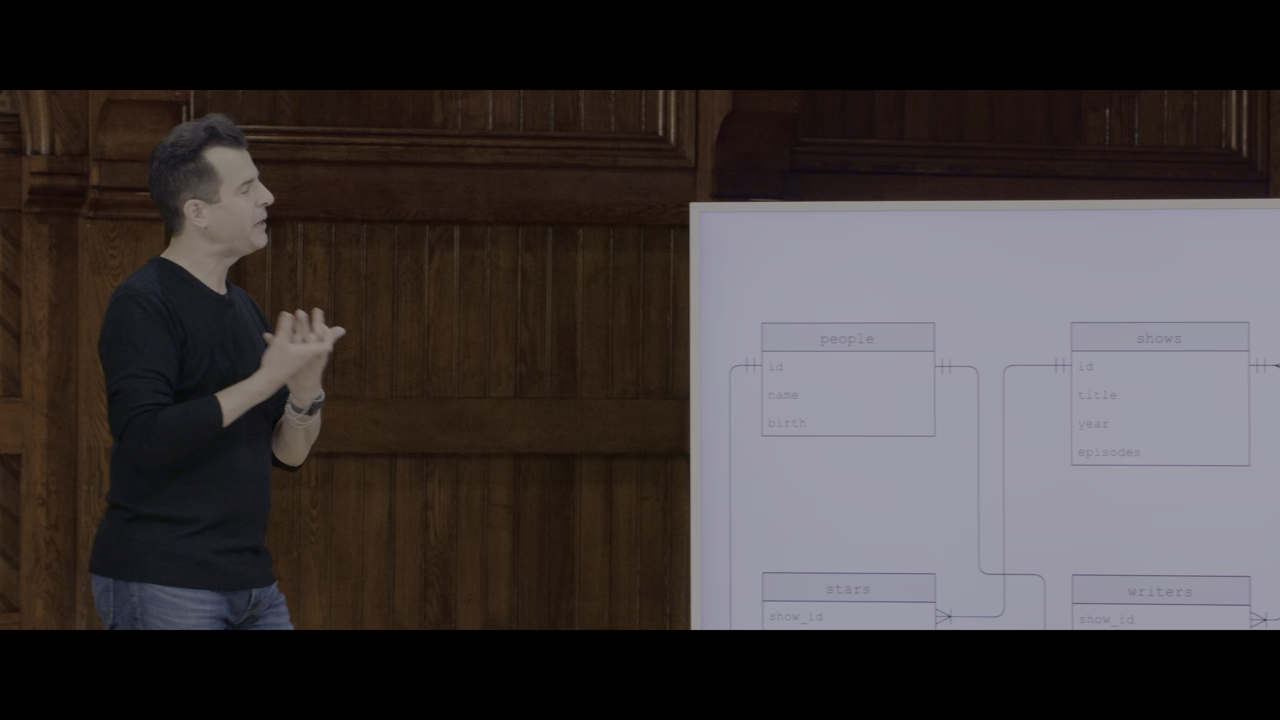 people
id
name
birth
shows
id
title
year
episodes
stars
show_id
writers
show_id